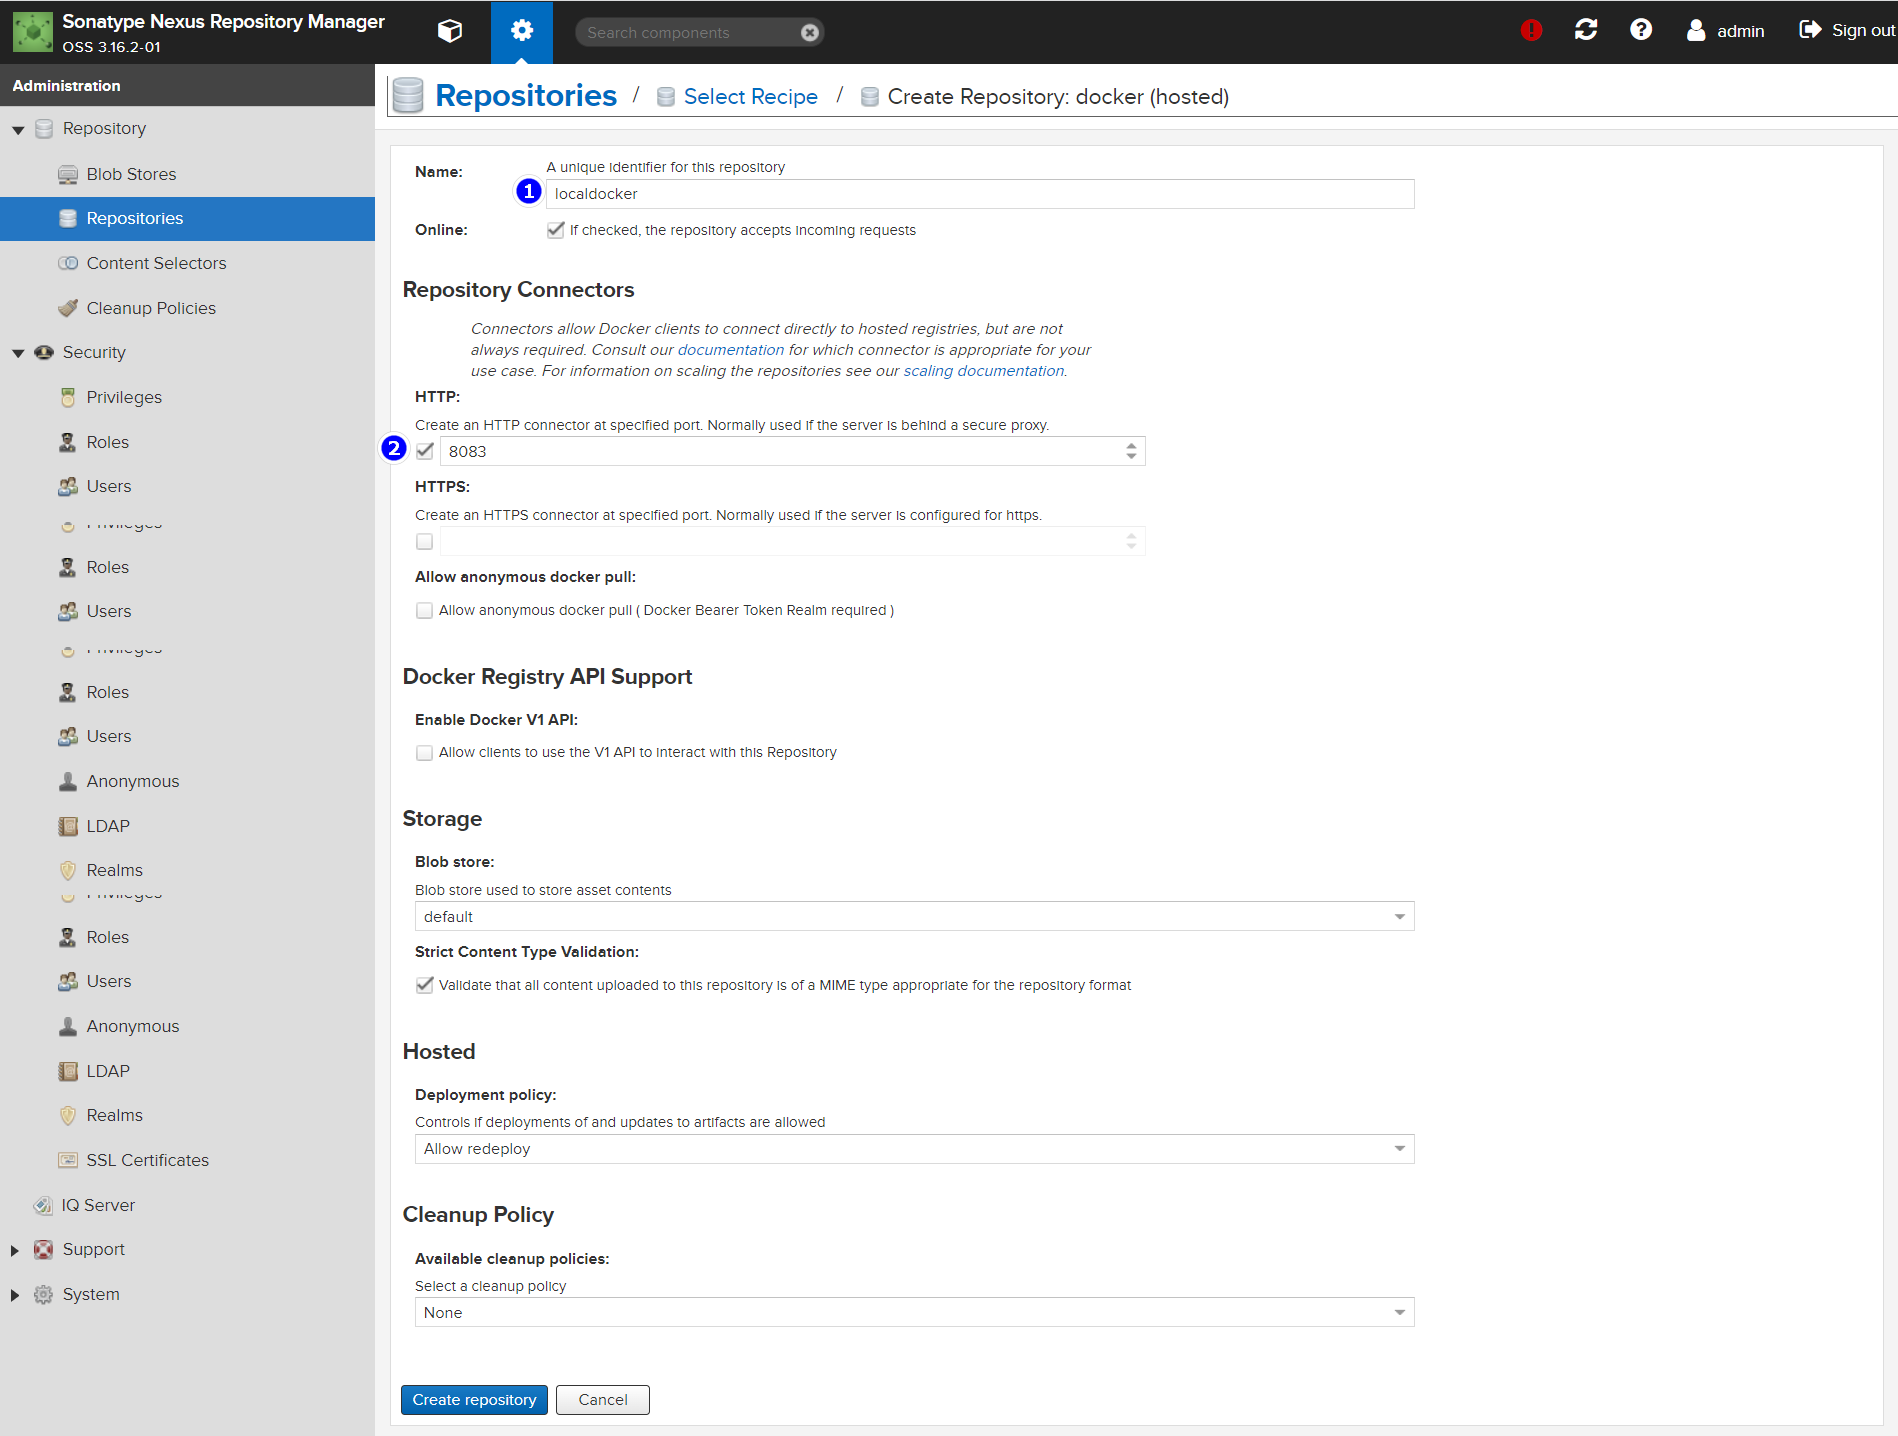 Sonatype Nexus Repository Manager
OSS 3.16.2-01
Search components
admin
Sign out
Administration
Repository
Blob Stores
Repositories
Content Selectors
Cleanup Policies
Security
Privileges
Roles
Users
Privileges
Roles
Users
Privileges
Roles
Users
Anonymous
LDAP
Realms
Privileges
Roles
Users
Anonymous
LDAP
Realms
SSL Certificates
IQ Server
Support
System
Repositories / Select Recipe / Create Repository: docker (hosted)
Name:
A unique identifier for this repository
1
localdocker
Online:
If checked, the repository accepts incoming requests
Repository Connectors
Connectors allow Docker clients to connect directly to hosted registries, but are not
always required. Consult our documentation for which connector is appropriate for your
use case. For information on scaling the repositories see our scaling documentation.
HTTP:
Create an HTTP connector at specified port. Normally used if the server is behind a secure proxy.
2
8083
HTTPS:
Create an HTTPS connector at specified port. Normally used if the server is configured for https.
Allow anonymous docker pull:
Allow anonymous docker pull ( Docker Bearer Token Realm required )
Docker Registry API Support
Enable Docker V1 API:
Allow clients to use the V1 API to interact with this Repository
Storage
Blob store:
Blob store used to store asset contents
default
Strict Content Type Validation:
Validate that all content uploaded to this repository is of a MIME type appropriate for the repository format
Hosted
Deployment policy:
Controls if deployments of and updates to artifacts are allowed
Allow redeploy
Cleanup Policy
Available cleanup policies:
Select a cleanup policy
None
Create repository
Cancel